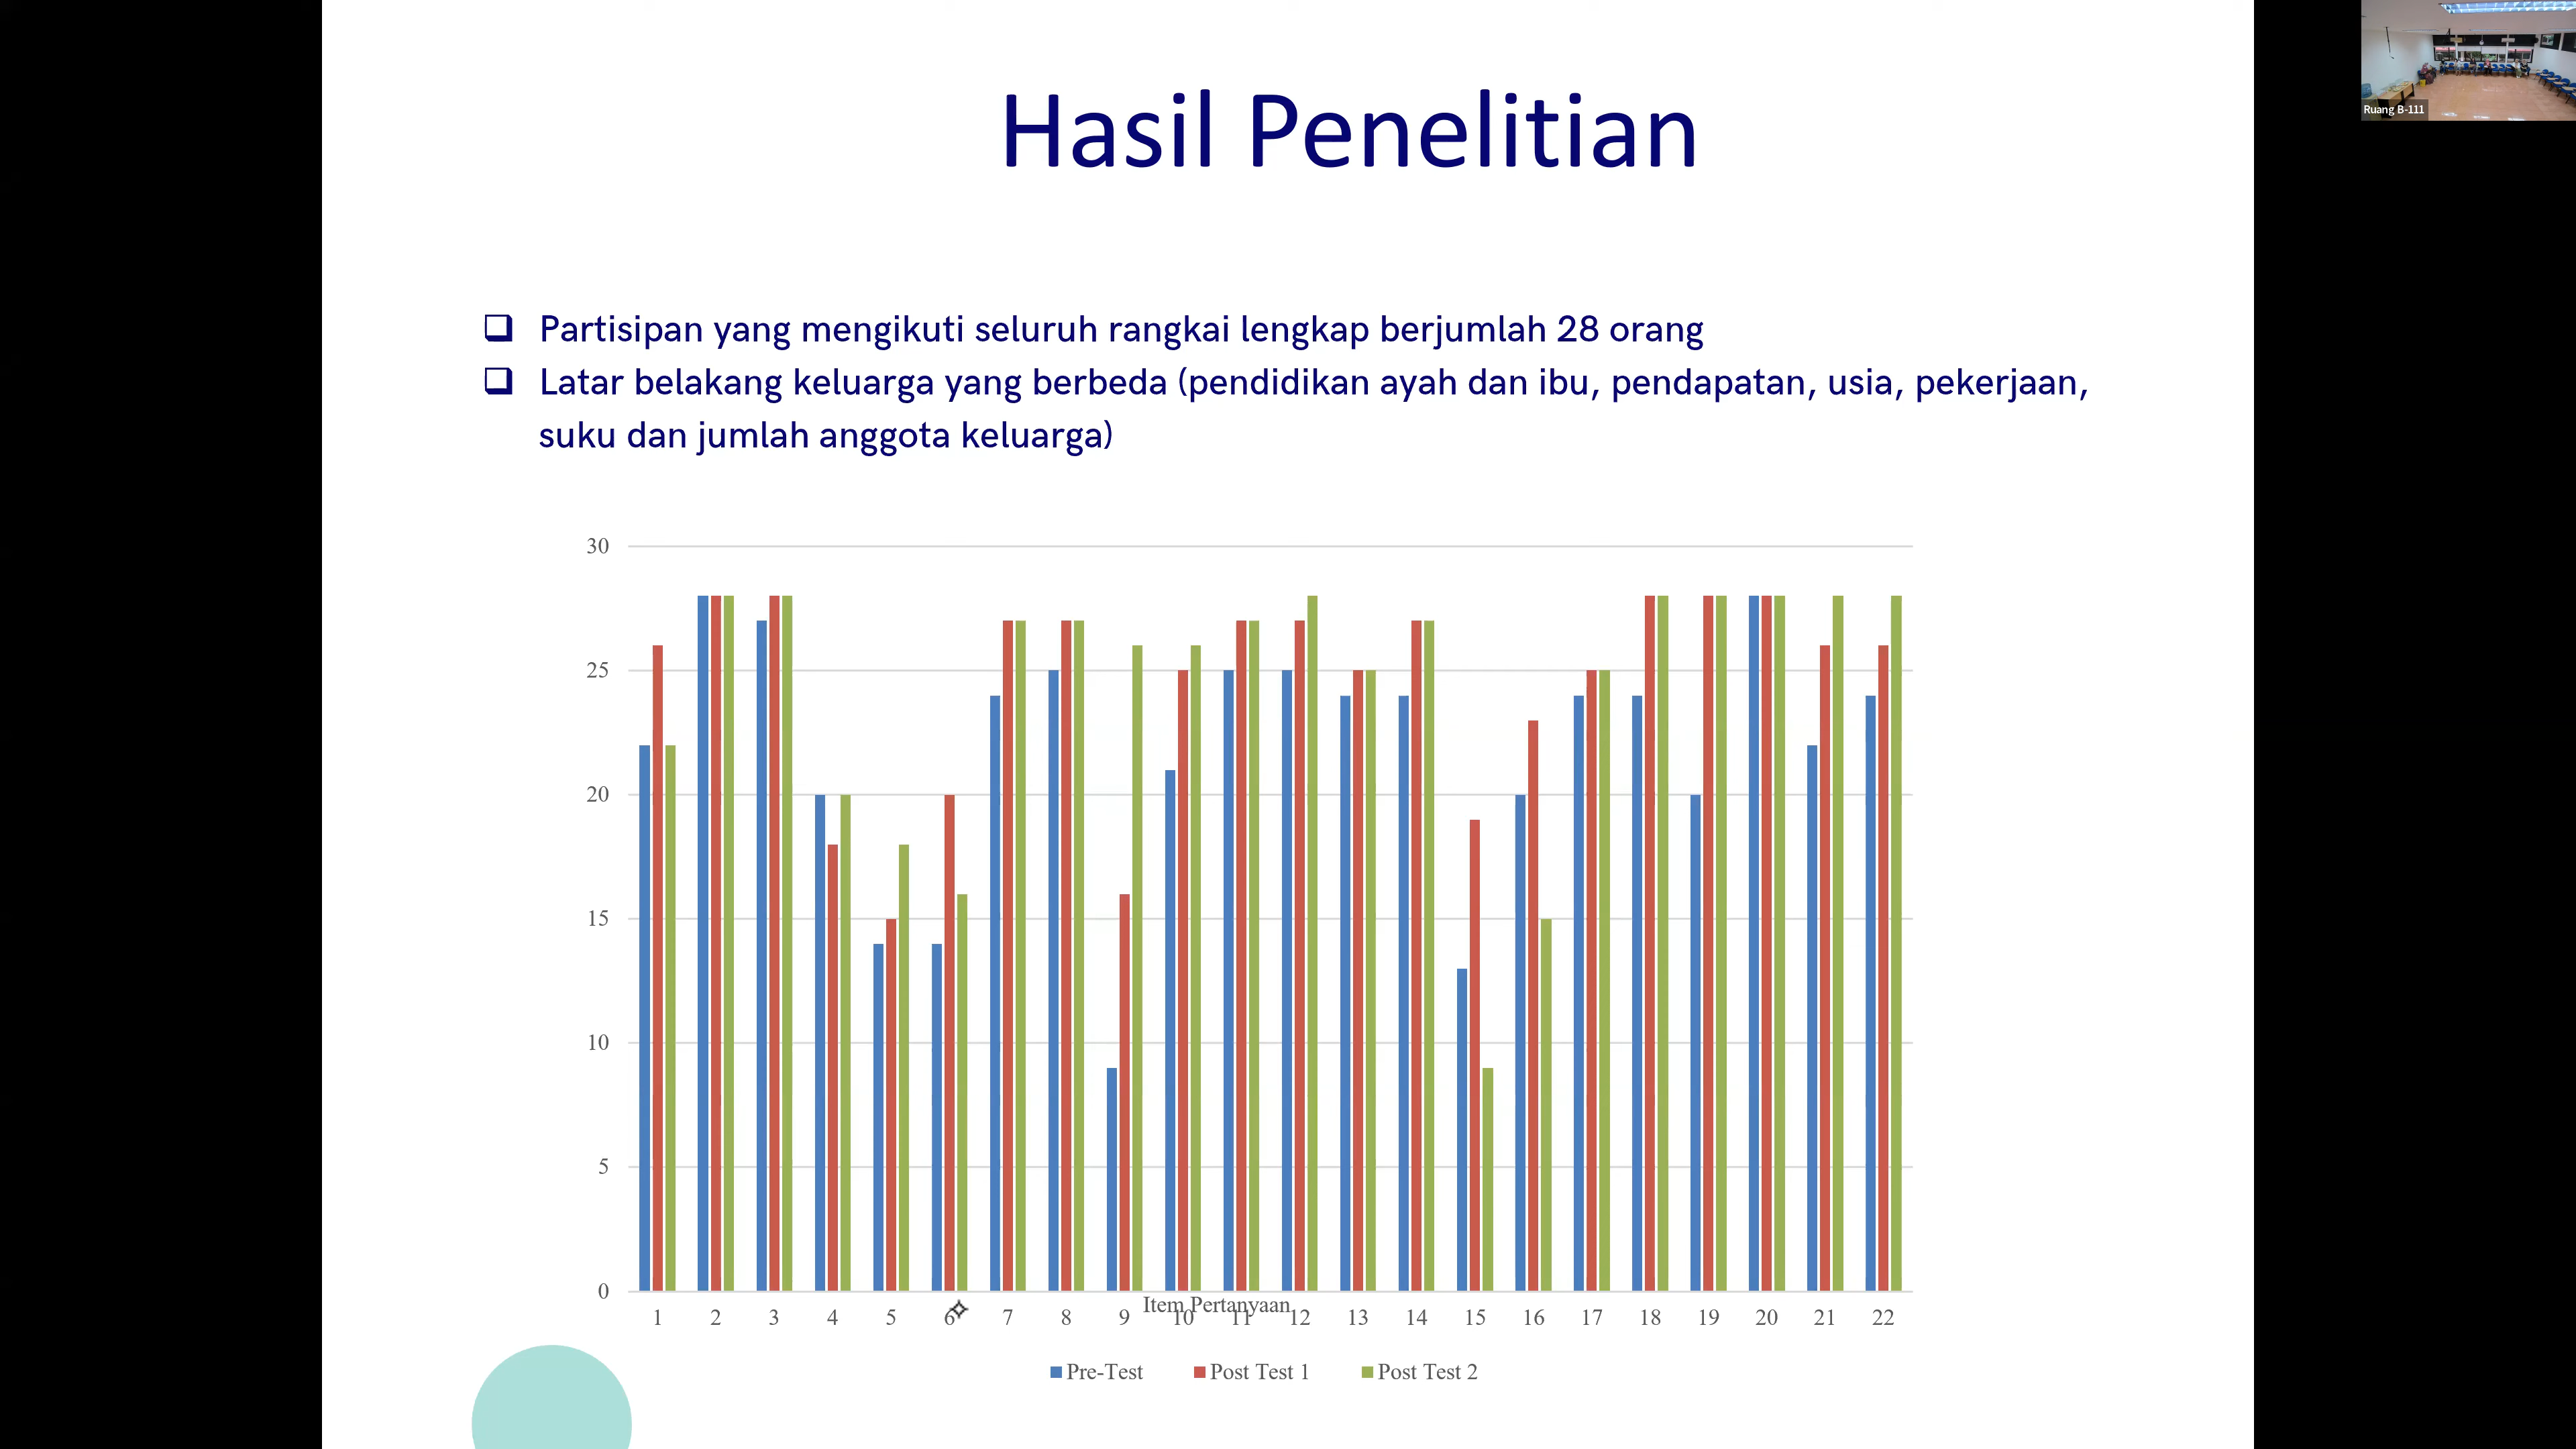 Hasil Penelitian
Ruang B-111
❑ Partisipan yang mengikuti seluruh rangkai lengkap berjumlah 28 orang
❑ Latar belakang keluarga yang berbeda (pendidikan ayah dan ibu, pendapatan, usia, pekerjaan,
suku dan jumlah anggota keluarga)
30
25
20
15
10
5
0
Item Pertanyaan
1 2 3 4 5 6 7 8 9 10 11 12 13 14 15 16 17 18 19 20 21 22
Pre-Test Post Test 1 Post Test 2